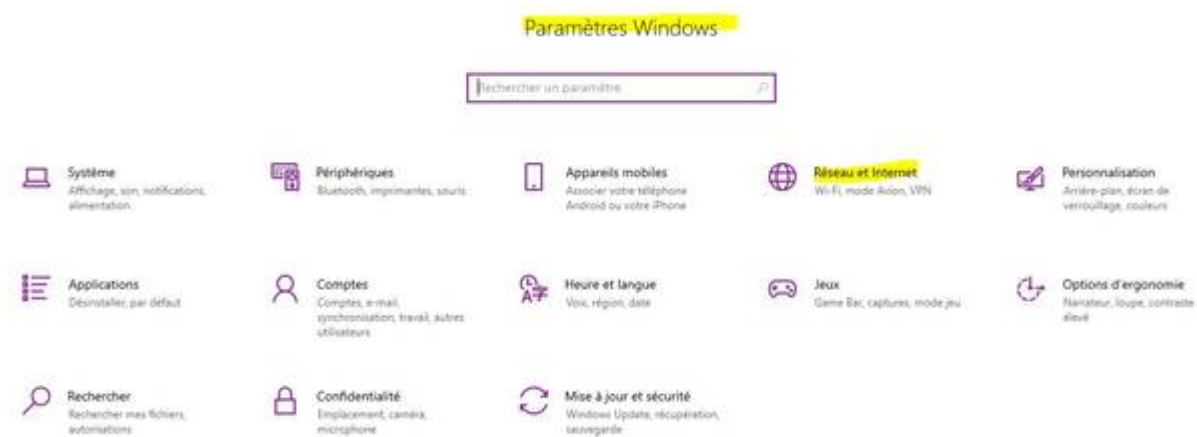 Paramètres Windows
Rechercher un paramètre
Système
Affichage, son, notifications,
alimentation
Périphériques
Bluetooth, imprimantes, souris
Appareils mobiles
Associer votre téléphone
Android ou votre iPhone
Réseau et Internet
Wi-Fi, mode Avion, VPN
Personnalisation
Arrière-plan, écran de
verrouillage, couleurs
Applications
Désinstaller, par défaut
Comptes
Comptes, e-mail,
synchronisation, travail, autres
utilisateurs
Heure et langue
Voix, région, date
Jeux
Game Bar, captures, mode jeu
Options d'ergonomie
Narrateur, loupe, contraste
élevé
Rechercher
Rechercher mes fichiers,
autorisations
Confidentialité
Emplacement, caméra,
microphone
Mise à jour et sécurité
Windows Update, récupération,
sauvegarde